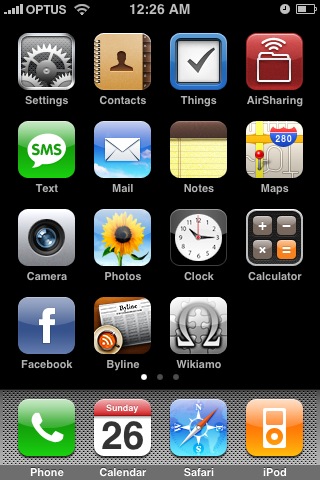 OPTUS 12:26 AM
Settings Contacts Things AirSharing
SMS
280
Text Mail Notes Maps
Camera Photos Clock Calculator
Byline
Facebook Byline Wikiamo
Sunday
26
Phone Calendar Safari iPod